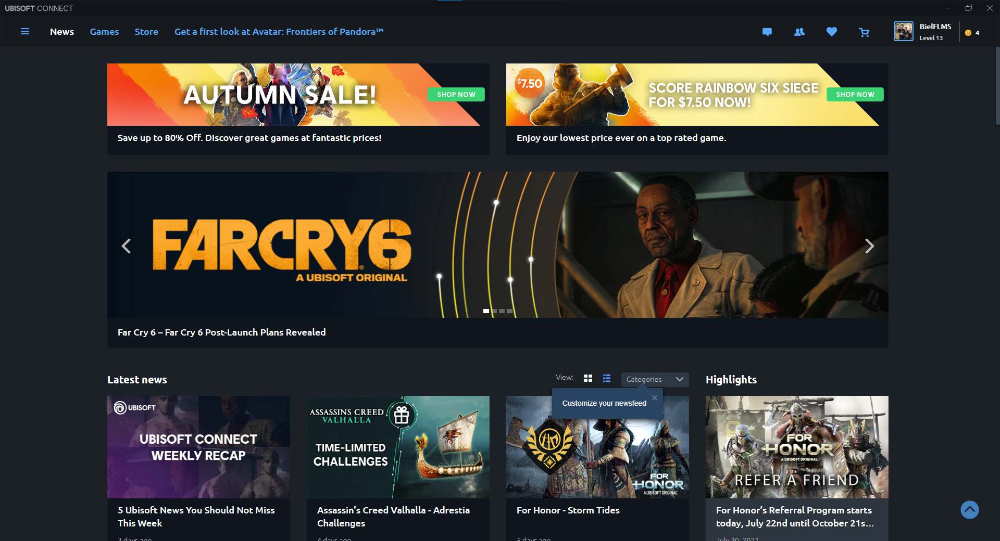 UBISOFT CONNECT
News
Games
Store
Get a first look at Avatar: Frontiers of Pandora™
BielFLMS
Level 13
4
AUTUMN SALE!
SHOP NOW
Save up to 80% Off. Discover great games at fantastic prices!
$7.50
SCORE RAINBOW SIX SIEGE
FOR $7.50 NOW!
SHOP NOW
Enjoy our lowest price ever on a top rated game.
FARCRY6
A UBISOFT ORIGINAL
Far Cry 6 – Far Cry 6 Post-Launch Plans Revealed
Latest news
View:
Categories
Customize your newsfeed
Highlights
UBISOFT
UBISOFT CONNECT
WEEKLY RECAP
5 Ubisoft News You Should Not Miss
This Week
3 days ago
ASSASSIN'S CREED
VALHALLA
TIME-LIMITED
CHALLENGES
Assassin's Creed Valhalla - Adrestia
Challenges
4 days ago
FOR
HONOR
A UBISOFT ORIGINAL
For Honor - Storm Tides
5 days ago
FOR
HONOR
A UBISOFT ORIGINAL
REFER A FRIEND
For Honor’s Referral Program starts
today, July 22nd until October 21s...
July 30, 2021